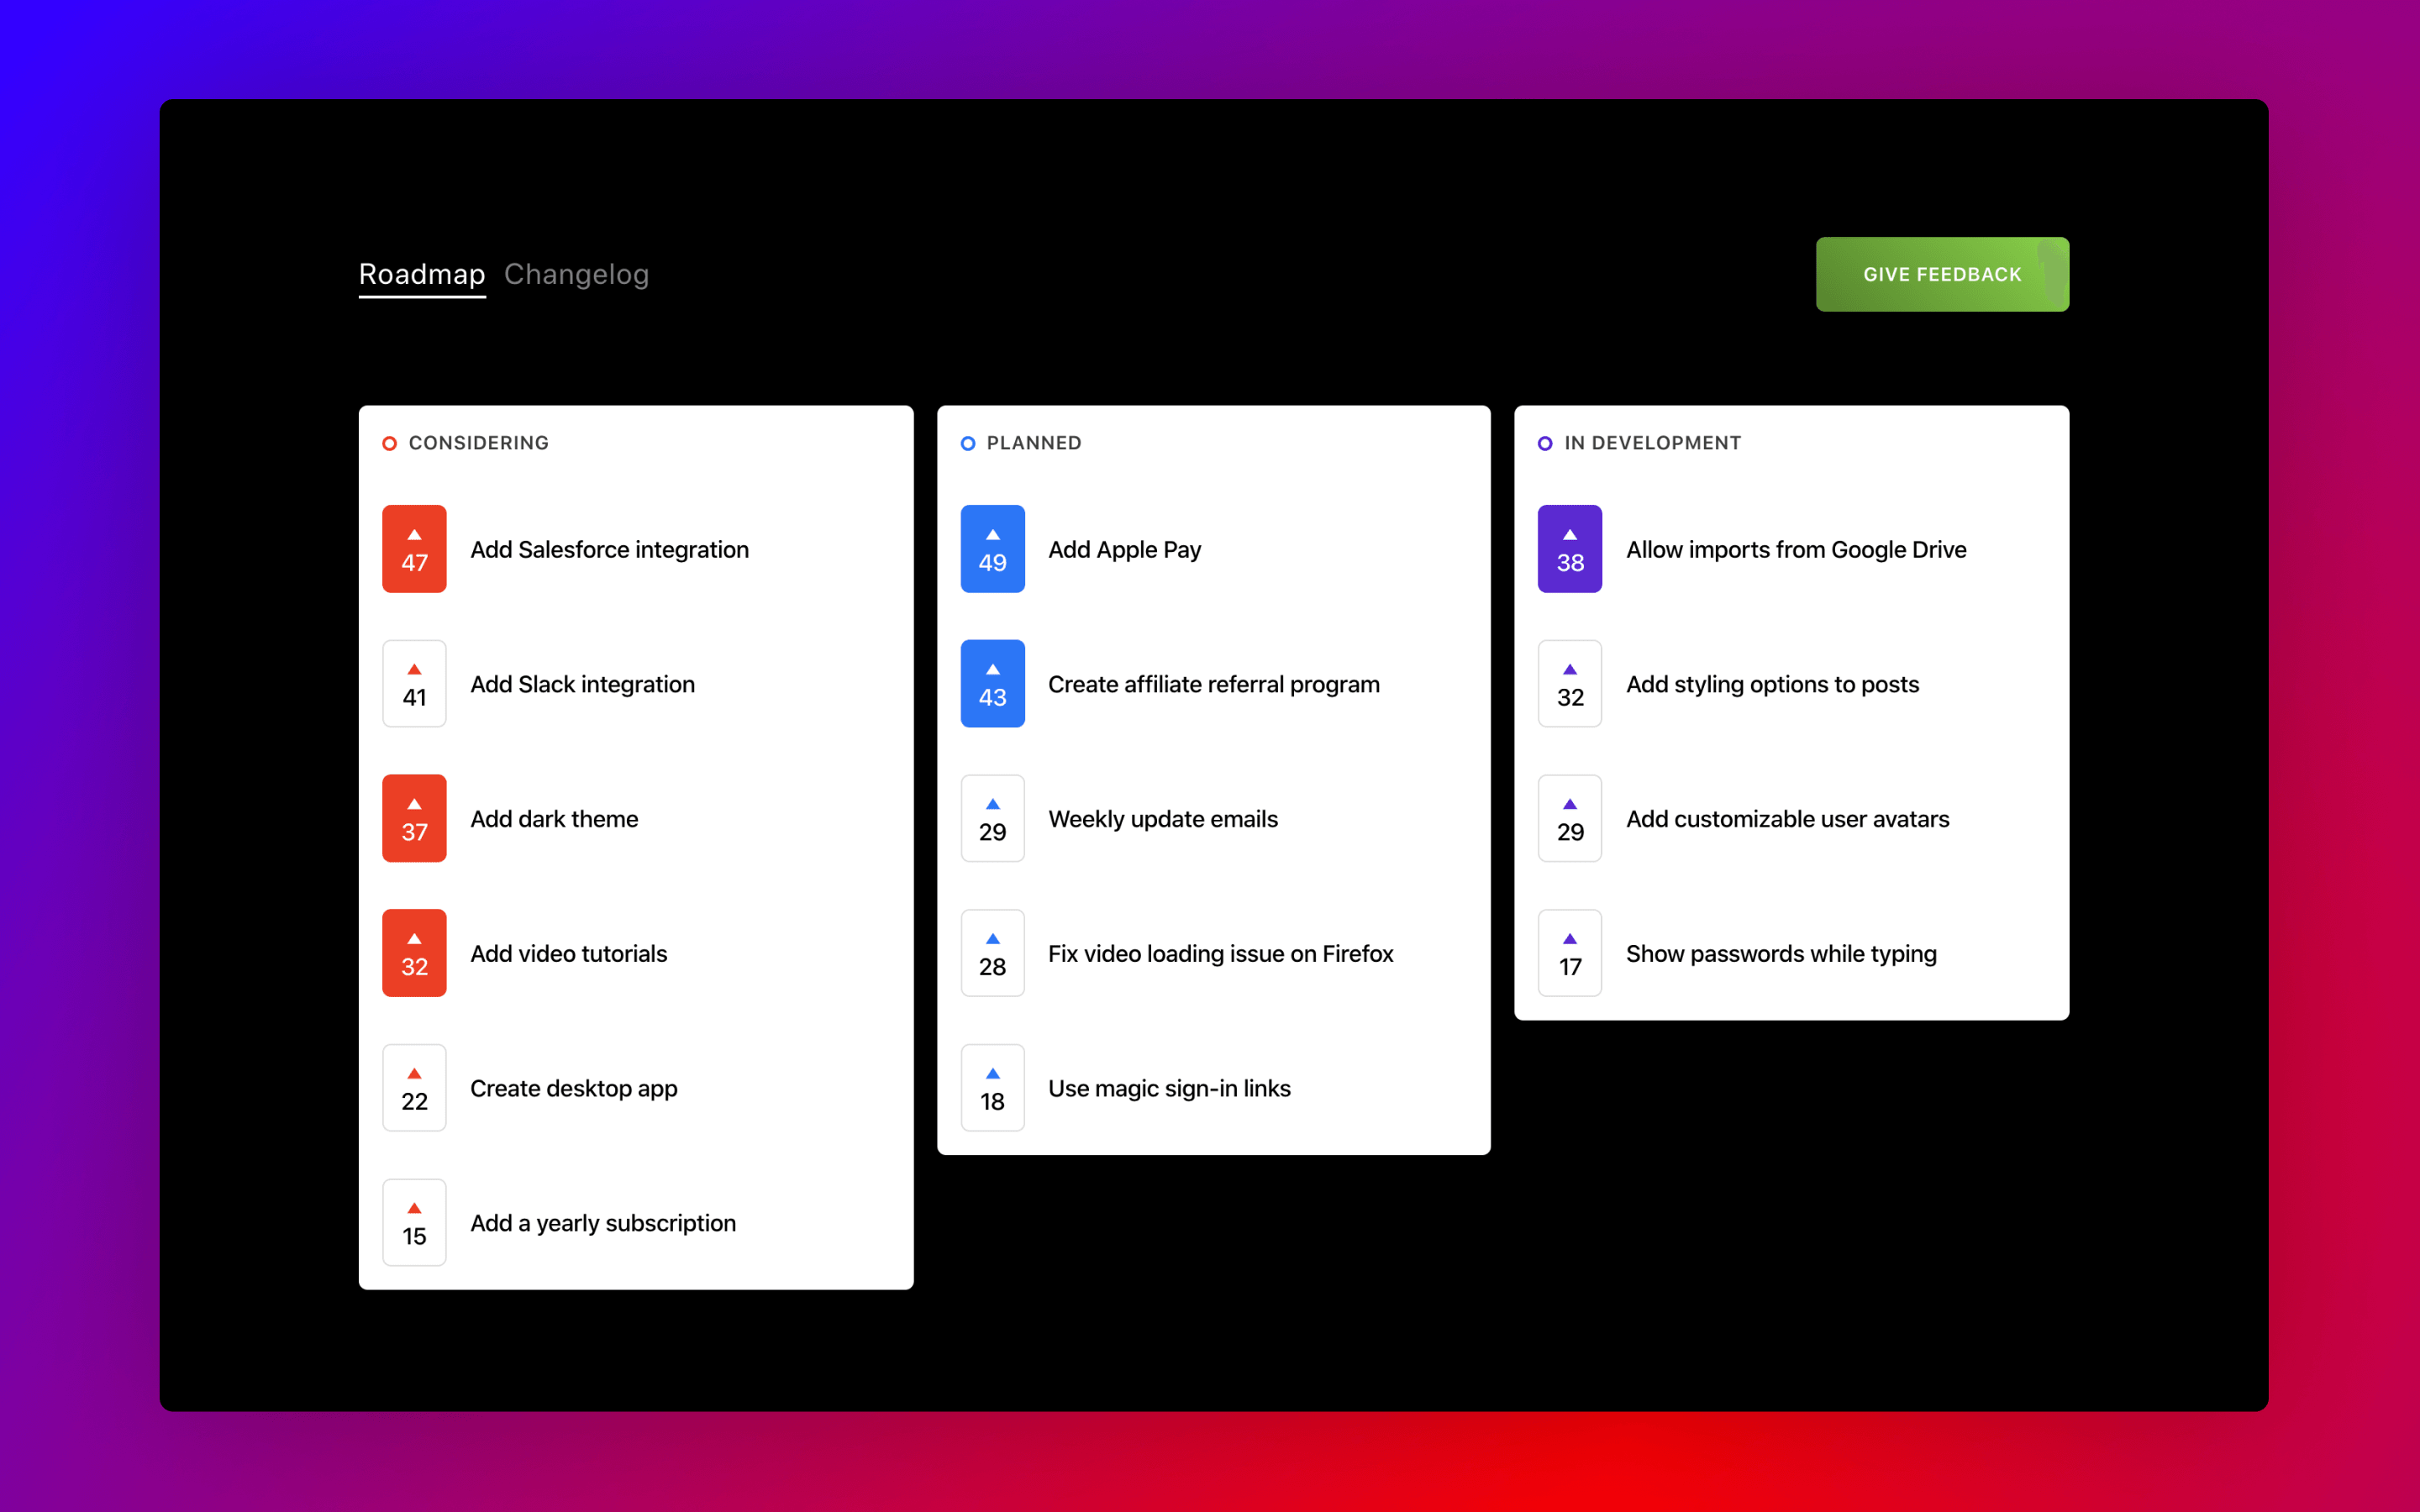 Roadmap Changelog
GIVE FEEDBACK
CONSIDERING
47 Add Salesforce integration
41 Add Slack integration
37 Add dark theme
32 Add video tutorials
22 Create desktop app
15 Add a yearly subscription
PLANNED
49 Add Apple Pay
43 Create affiliate referral program
29 Weekly update emails
28 Fix video loading issue on Firefox
18 Use magic sign-in links
IN DEVELOPMENT
38 Allow imports from Google Drive
32 Add styling options to posts
29 Add customizable user avatars
17 Show passwords while typing